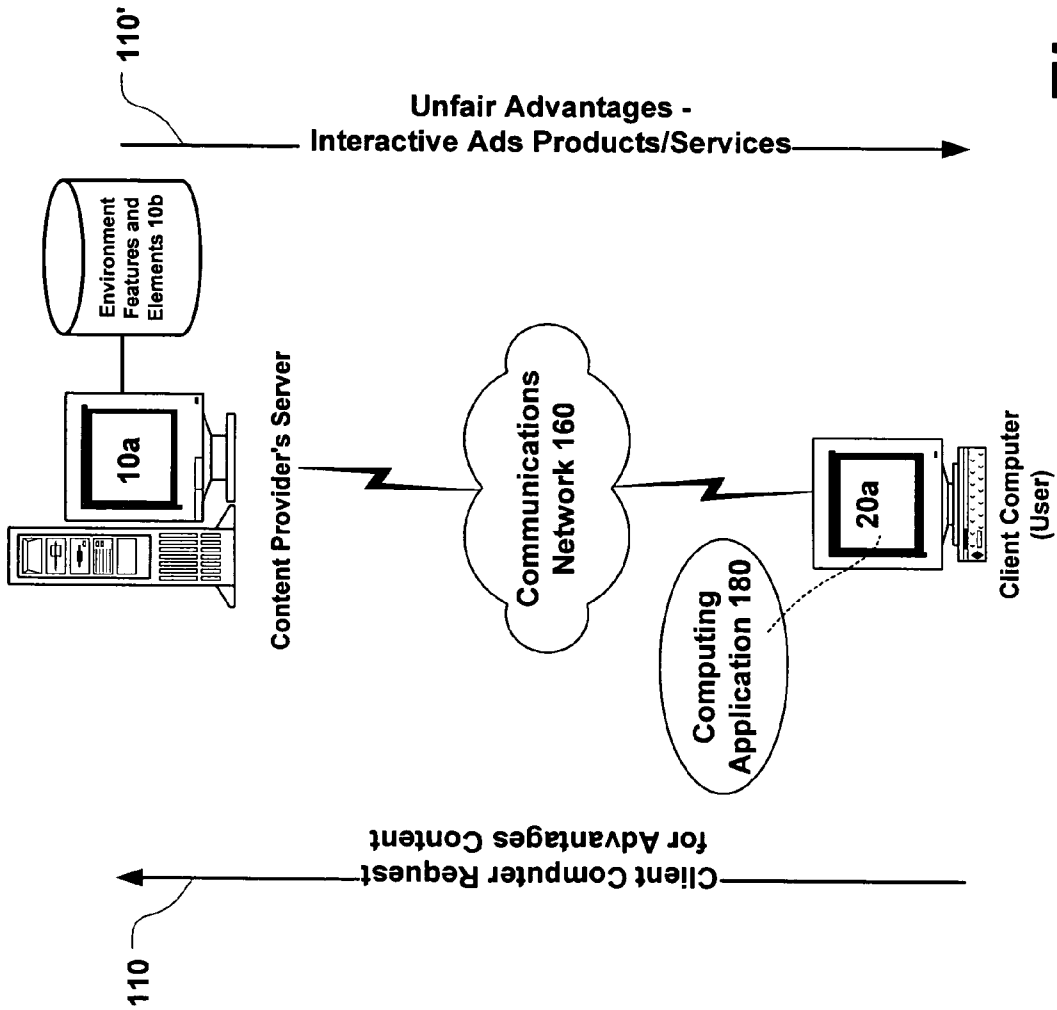 110'
Unfair Advantages -
Interactive Ads Products/Services
Environment
Features and
Elements 10b
10a
Content Provider's Server
Communications
Network 160
20a
Computing
Application 180
Client Computer
(User)
Client Computer Request
for Advantages Content
110